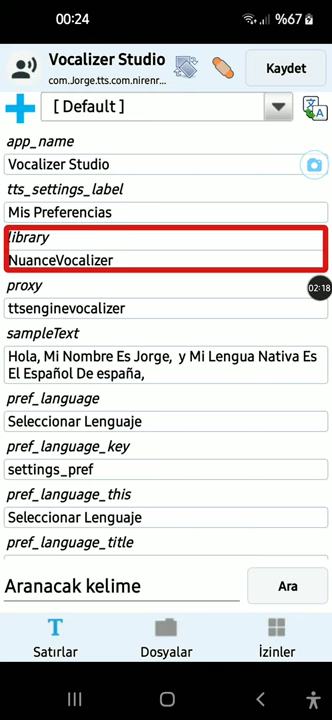 00:24
%67
Vocalizer Studio
com.Jorge.tts.com.nirenr...
Kaydet
[ Default ]
app_name
Vocalizer Studio
tts_settings_label
Mis Preferencias
library
NuanceVocalizer
proxy
02:18
ttsenginevocalizer
sampleText
Hola, Mi Nombre Es Jorge, y Mi Lengua Nativa Es
El Español De españa,
pref_language
Seleccionar Lenguaje
pref_language_key
settings_pref
pref_language_this
Seleccionar Lenguaje
pref_language_title
Aranacak kelime
Ara
Satırlar
Dosyalar
İzinler